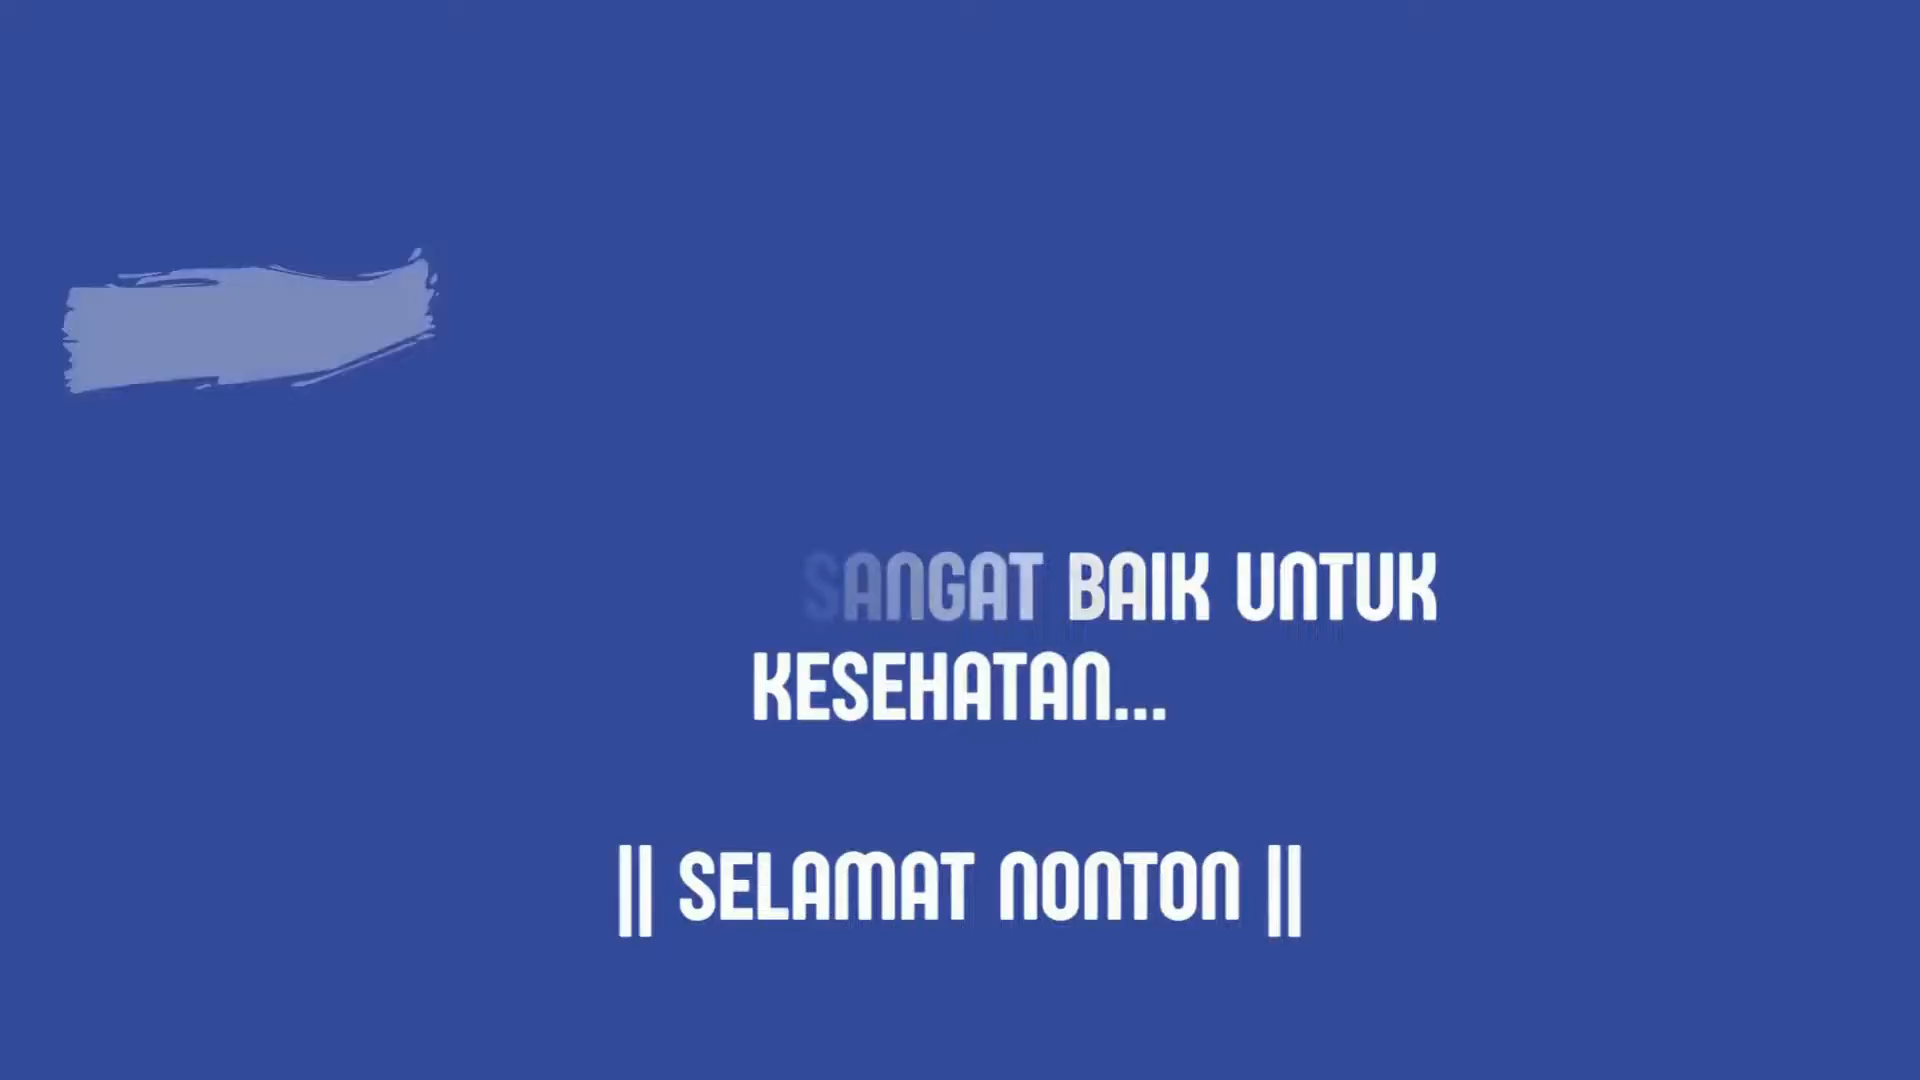 SANGAT BAIK UNTUK
KESEHATAN...
|| SELAMAT NONTON ||